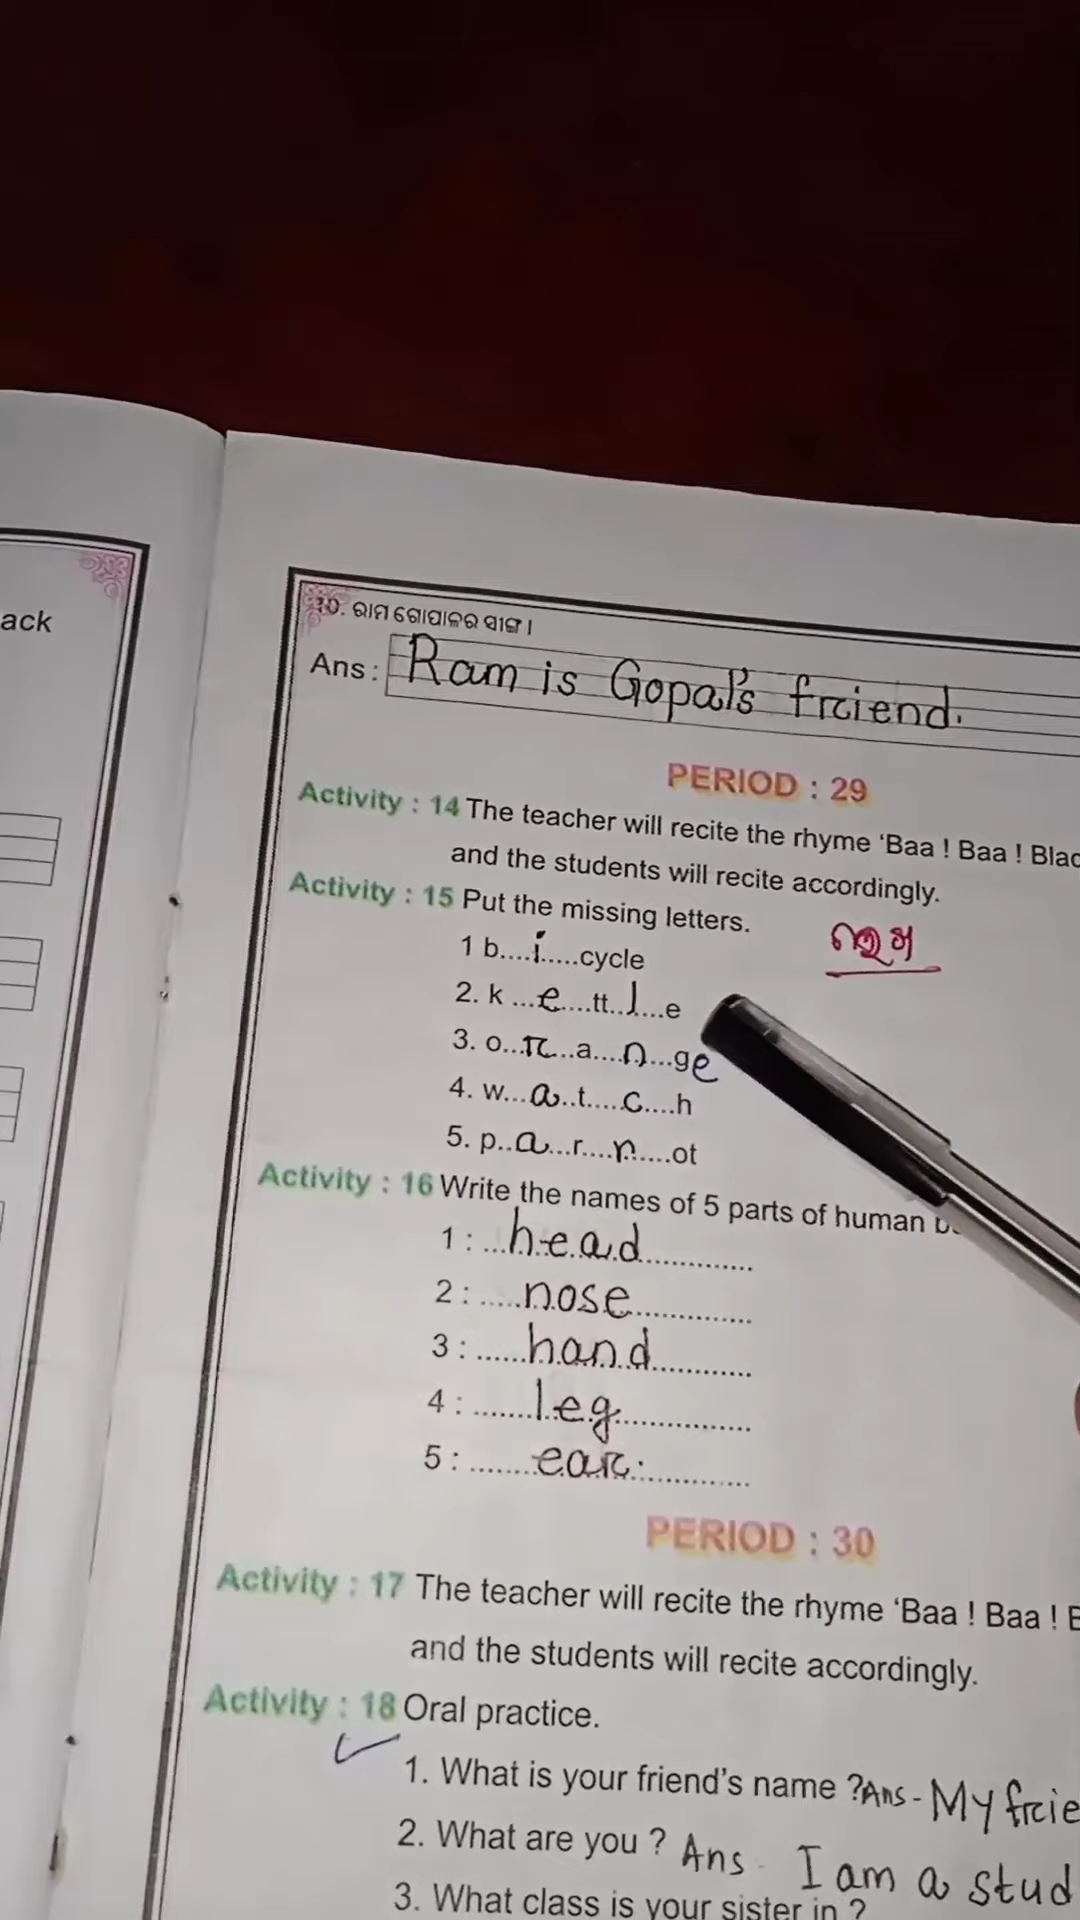 ack
10. ରାମ ଗୋପାଳର ସାଙ୍ଗ ।
Ans : Ram is Gopal's friend.
PERIOD : 29
Activity : 14 The teacher will recite the rhyme ‘Baa ! Baa ! Blac
and the students will recite accordingly.
Activity : 15 Put the missing letters.
1 b....i.....cycle
2. k ...e....tt..l...e
3. o...r...a....n...ge
4. w...a..t.....c....h
5. p..a...r....r.....ot
Activity : 16 Write the names of 5 parts of human
1 : ...head...............
2 : .....nose..............
3 : ......hand............
4 : .......leg................
5 : ........ear...............
PERIOD : 30
Activity : 17 The teacher will recite the rhyme ‘Baa ! Baa ! B
and the students will recite accordingly.
Activity : 18 Oral practice.
1. What is your friend's name ? Ans - My frie
2. What are you ? Ans - I am a stud
3. What class is your sister in ?